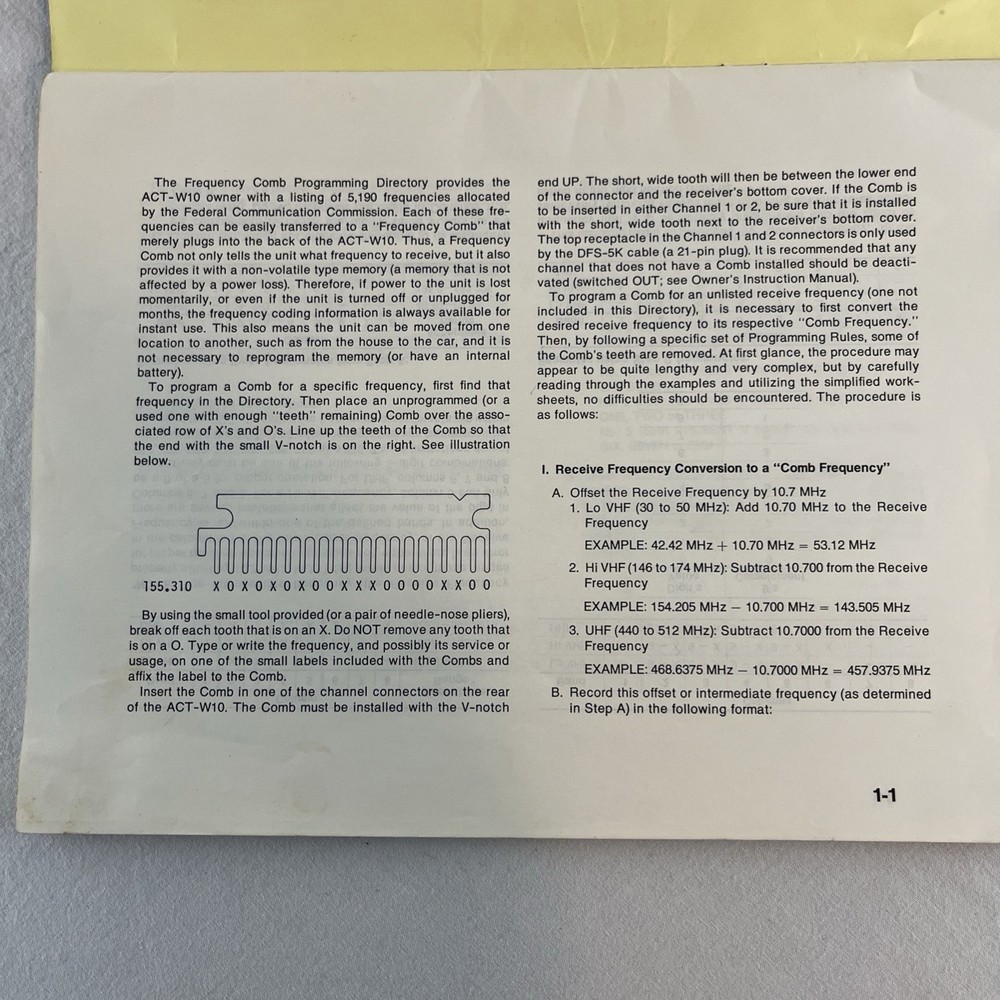 The Frequency Comb Programming Directory provides the
ACT-W10 owner with a listing of 5,190 frequencies allocated
by the Federal Communication Commission. Each of these fre-
quencies can be easily transferred to a "Frequency Comb" that
merely plugs into the back of the ACT-W10. Thus, a Frequency
Comb not only tells the unit what frequency to receive, but it also
provides it with a non-volatile type memory (a memory that is not
affected by a power loss). Therefore, if power to the unit is lost
momentarily, or even if the unit is turned off or unplugged for
months, the frequency coding information is always available for
instant use. This also means the unit can be moved from one
location to another, such as from the house to the car, and it is
not necessary to reprogram the memory (or have an internal
battery).
To program a Comb for a specific frequency, first find that
frequency in the Directory. Then place an unprogrammed (or a
used one with enough "teeth" remaining) Comb over the asso-
ciated row of X's and O's. Line up the teeth of the Comb so that
the end with the small V-notch is on the right. See illustration
below.
155.310 X O X O X O X O O X X X O O O O X X O O
By using the small tool provided (or a pair of needle-nose pliers),
break off each tooth that is on an X. Do NOT remove any tooth that
is on a O. Type or write the frequency, and possibly its service or
usage, on one of the small labels included with the Combs and
affix the label to the Comb.
Insert the Comb in one of the channel connectors on the rear
of the ACT-W10. The Comb must be installed with the V-notch
end UP. The short, wide tooth will then be between the lower end
of the connector and the receiver's bottom cover. If the Comb is
to be inserted in either Channel 1 or 2, be sure that it is installed
with the short, wide tooth next to the receiver's bottom cover.
The top receptacle in the Channel 1 and 2 connectors is only used
by the DFS-5K cable (a 21-pin plug). It is recommended that any
channel that does not have a Comb installed should be deacti-
vated (switched OUT; see Owner's Instruction Manual).
To program a Comb for an unlisted receive frequency (one not
included in this Directory), it is necessary to first convert the
desired receive frequency to its respective "Comb Frequency."
Then, by following a specific set of Programming Rules, some of
the Comb's teeth are removed. At first glance, the procedure may
appear to be quite lengthy and very complex, but by carefully
reading through the examples and utilizing the simplified work-
sheets, no difficulties should be encountered. The procedure is
as follows:
I. Receive Frequency Conversion to a "Comb Frequency"
A. Offset the Receive Frequency by 10.7 MHz
1. Lo VHF (30 to 50 MHz): Add 10.70 MHz to the Receive
Frequency
EXAMPLE: 42.42 MHz + 10.70 MHz = 53.12 MHz
2. Hi VHF (146 to 174 MHz): Subtract 10.700 from the Receive
Frequency
EXAMPLE: 154.205 MHz − 10.700 MHz = 143.505 MHz
3. UHF (440 to 512 MHz): Subtract 10.7000 from the Receive
Frequency
EXAMPLE: 468.6375 MHz − 10.7000 MHz = 457.9375 MHz
B. Record this offset or intermediate frequency (as determined
in Step A) in the following format:
1-1